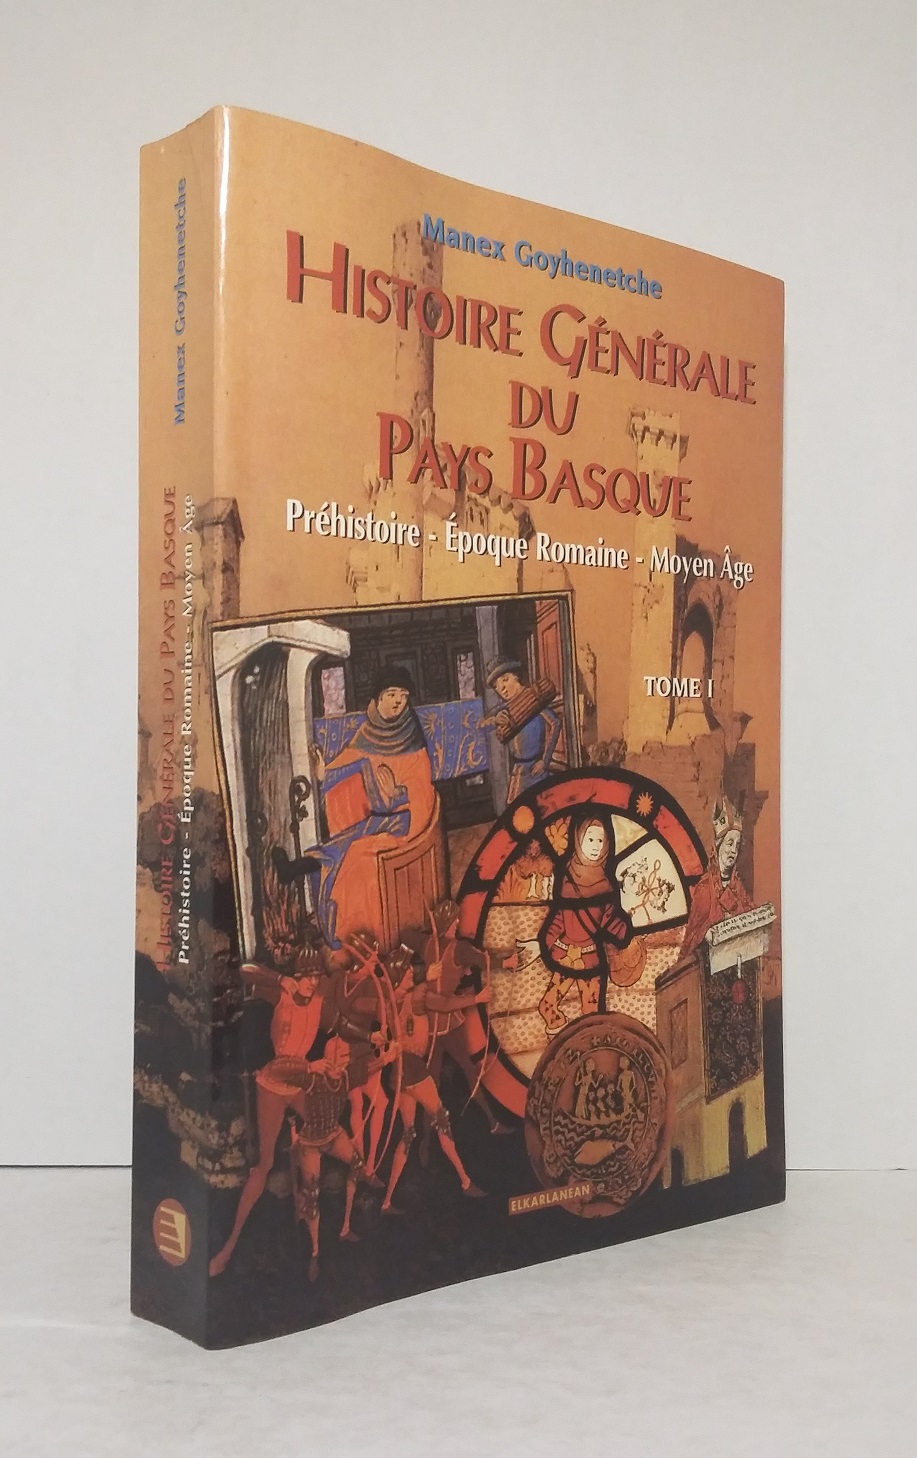 Manex Goyhenetche
HISTOIRE GÉNÉRALE
DU
PAYS BASQUE
Préhistoire - Époque Romaine - Moyen Âge
TOME I
ELKARLANEAN
Manex Goyhenetche
HISTOIRE GÉNÉRALE DU PAYS BASQUE
Préhistoire - Époque Romaine - Moyen Âge